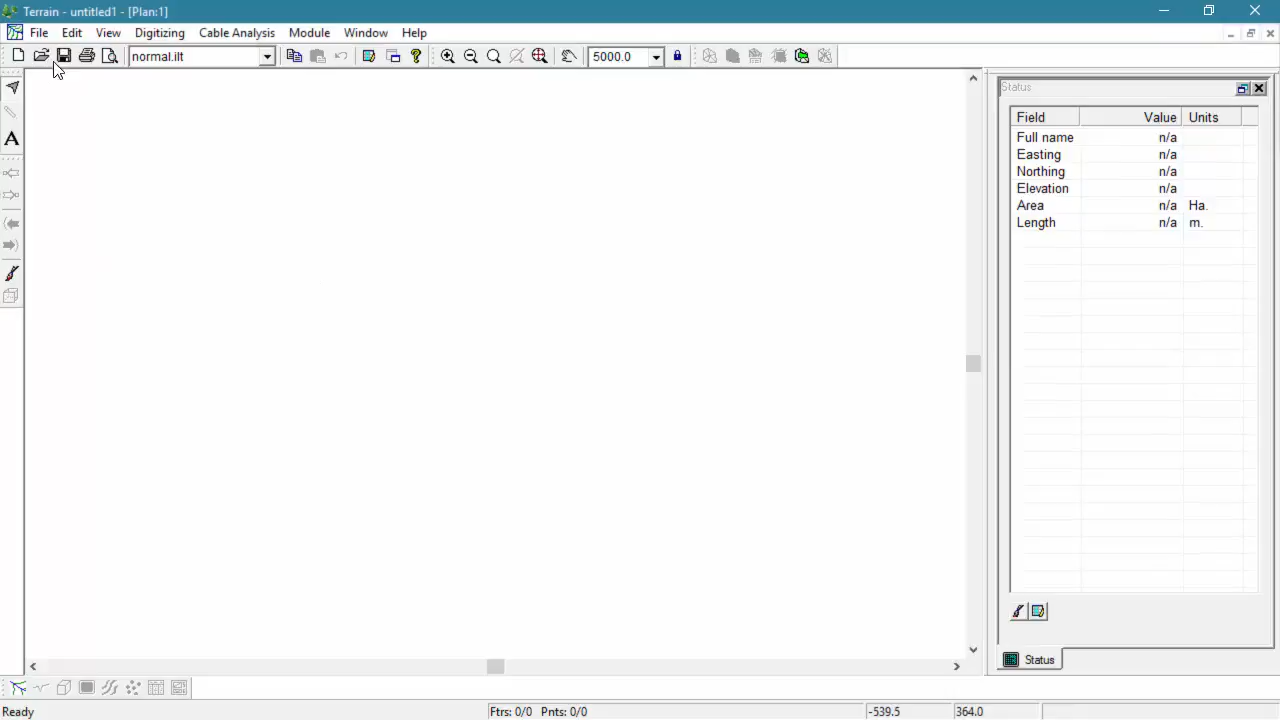 Terrain - untitled1 - [Plan:1]
File Edit View Digitizing Cable Analysis Module Window Help
normal.ilt 5000.0
A
Status
Field Value Units
Full name n/a
Easting n/a
Northing n/a
Elevation n/a
Area n/a Ha.
Length n/a m.
Status
Ready Ftrs: 0/0 Pnts: 0/0 -539.5 364.0